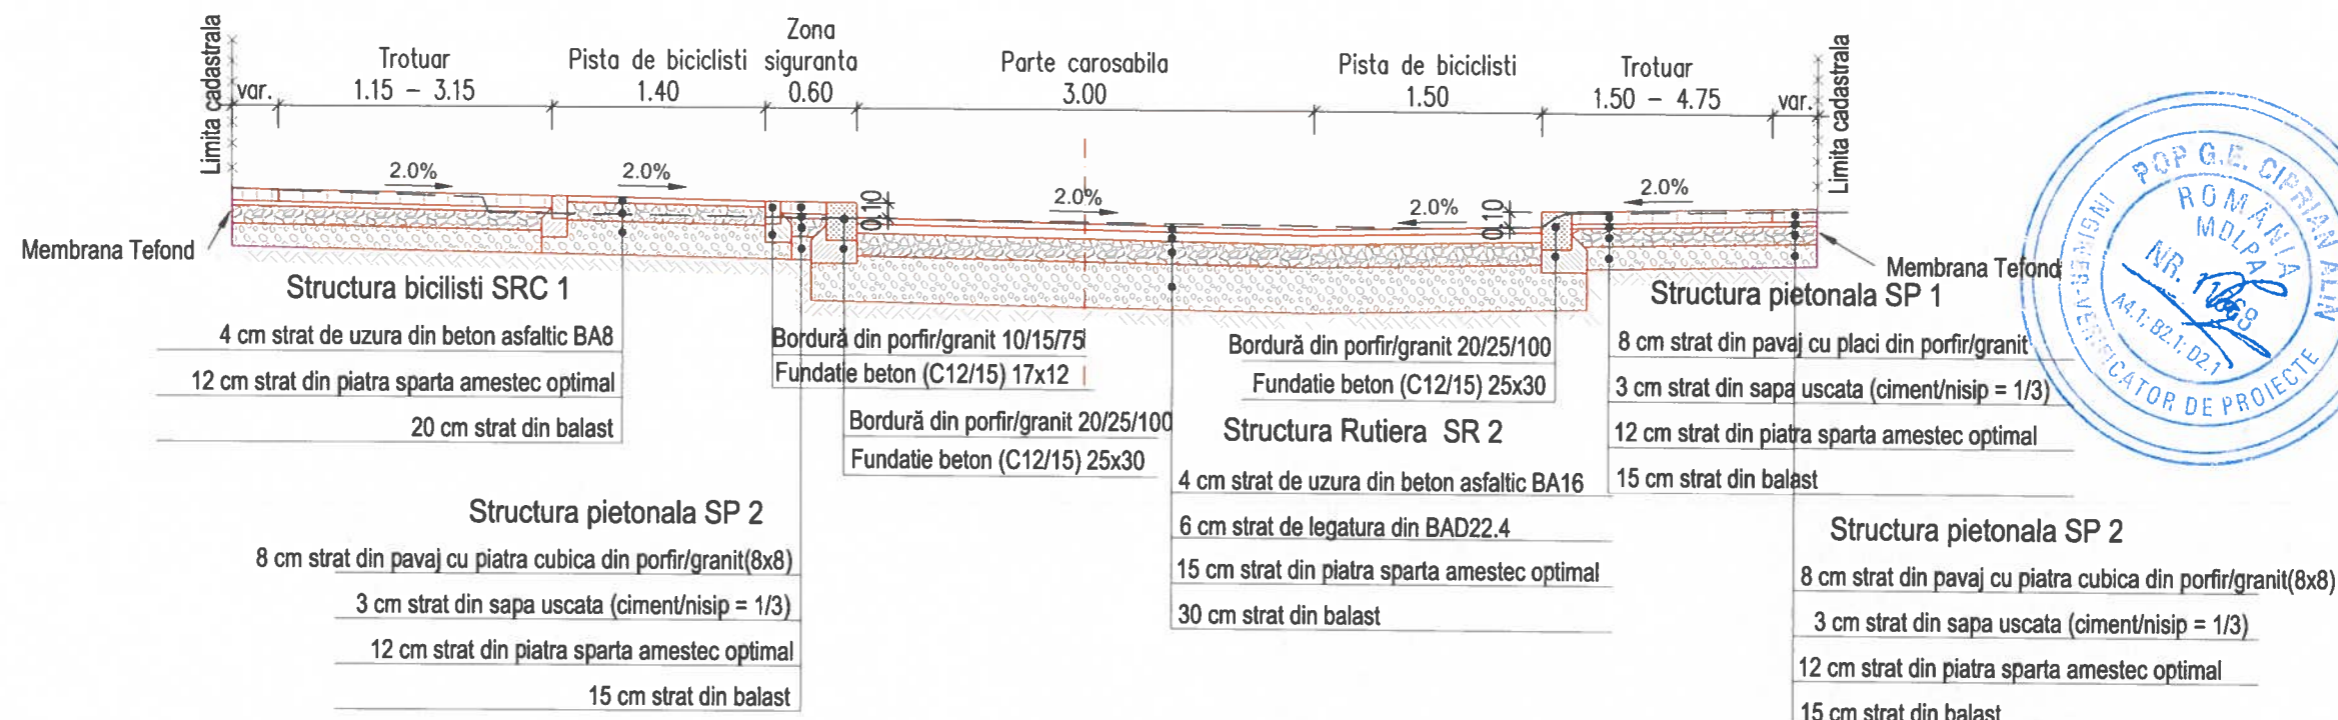 Limita cadastrala
var.
Trotuar
1.15 - 3.15
Pista de biciclisti
1.40
Zona
siguranta
0.60
Parte carosabila
3.00
Pista de biciclisti
1.50
Trotuar
1.50 - 4.75
var.
Limita cadastrala
2.0%
2.0%
0.10
2.0%
2.0%
0.10
2.0%
Membrana Tefond
Membrana Tefond
Structura bicilisti SRC 1
4 cm strat de uzura din beton asfaltic BA8
12 cm strat din piatra sparta amestec optimal
20 cm strat din balast
Bordură din porfir/granit 10/15/75
Fundatie beton (C12/15) 17x12
Bordură din porfir/granit 20/25/100
Fundatie beton (C12/15) 25x30
Bordură din porfir/granit 20/25/100
Fundatie beton (C12/15) 25x30
Structura Rutiera SR 2
4 cm strat de uzura din beton asfaltic BA16
6 cm strat de legatura din BAD22.4
15 cm strat din piatra sparta amestec optimal
30 cm strat din balast
Structura pietonala SP 1
8 cm strat din pavaj cu placi din porfir/granit
3 cm strat din sapa uscata (ciment/nisip = 1/3)
12 cm strat din piatra sparta amestec optimal
15 cm strat din balast
Structura pietonala SP 2
8 cm strat din pavaj cu piatra cubica din porfir/granit(8x8)
3 cm strat din sapa uscata (ciment/nisip = 1/3)
12 cm strat din piatra sparta amestec optimal
15 cm strat din balast
Structura pietonala SP 2
8 cm strat din pavaj cu piatra cubica din porfir/granit(8x8)
3 cm strat din sapa uscata (ciment/nisip = 1/3)
12 cm strat din piatra sparta amestec optimal
15 cm strat din balast
POP G.E. CIPRIAN ALIN
ROMÂNIA
MDLPA
NR.
A4.1; B2.1; D2.1
VERIFICATOR DE PROIECTE